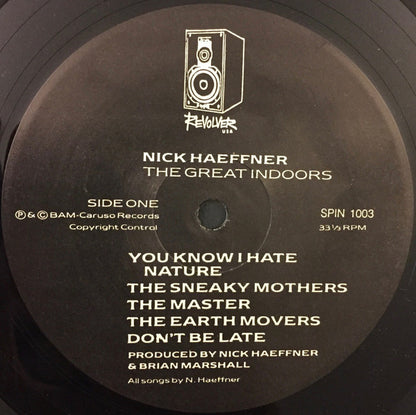 REVOLVER
USA
NICK HAEFFNER
THE GREAT INDOORS
SIDE ONE
Ⓟ & © BAM-Caruso Records
Copyright Control
SPIN 1003
33⅓ RPM
YOU KNOW I HATE
NATURE
THE SNEAKY MOTHERS
THE MASTER
THE EARTH MOVERS
DON'T BE LATE
PRODUCED BY NICK HAEFFNER
& BRIAN MARSHALL
All songs by N. Haeffner